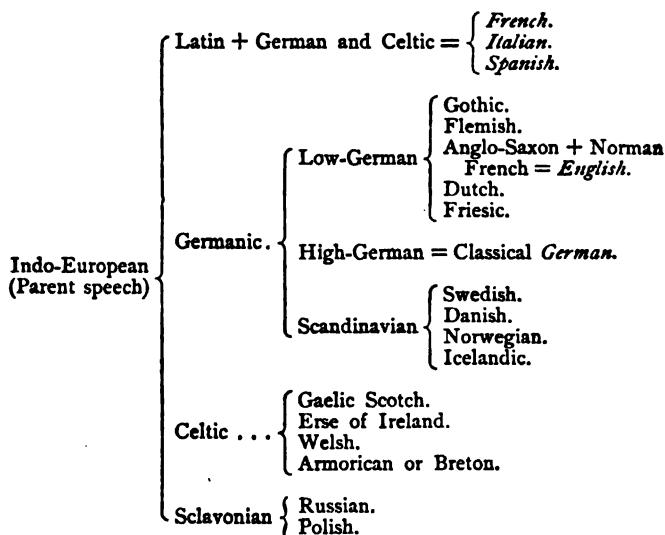 Latin + German and Celtic =
French.
Italian.
Spanish.
Indo-European
(Parent speech)
Germanic.
Low-German
Gothic.
Flemish.
Anglo-Saxon + Norman
French = English.
Dutch.
Friesic.
High-German = Classical German.
Scandinavian
Swedish.
Danish.
Norwegian.
Icelandic.
Celtic ...
Gaelic Scotch.
Erse of Ireland.
Welsh.
Armorican or Breton.
Sclavonian
Russian.
Polish.